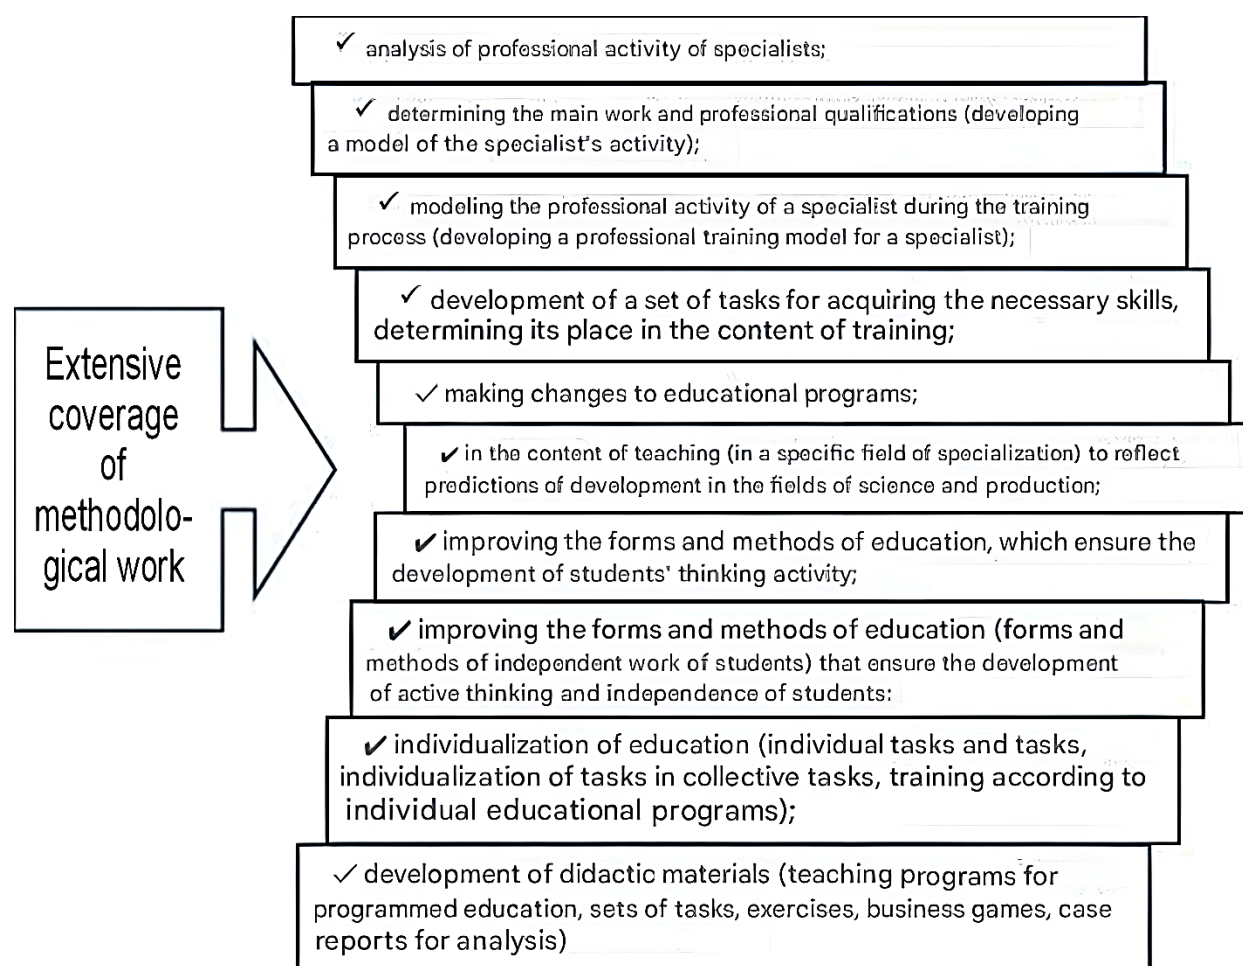 ✓ analysis of professional activity of specialists;
✓ determining the main work and professional qualifications (developing
a model of the specialist's activity);
✓ modeling the professional activity of a specialist during the training
process (developing a professional training model for a specialist);
✓ development of a set of tasks for acquiring the necessary skills,
determining its place in the content of training;
Extensive
coverage
of
methodolo-
gical work
✓ making changes to educational programs;
✔ in the content of teaching (in a specific field of specialization) to reflect
predictions of development in the fields of science and production;
✔ improving the forms and methods of education, which ensure the
development of students' thinking activity;
✔ improving the forms and methods of education (forms and
methods of independent work of students) that ensure the development
of active thinking and independence of students:
✔ individualization of education (individual tasks and tasks,
individualization of tasks in collective tasks, training according to
individual educational programs);
✓ development of didactic materials (teaching programs for
programmed education, sets of tasks, exercises, business games, case
reports for analysis)